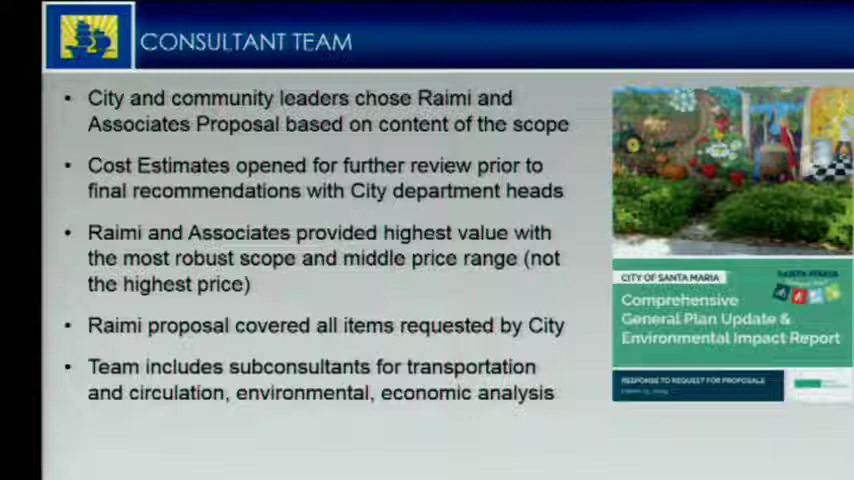 CONSULTANT TEAM
• City and community leaders chose Raimi and
Associates Proposal based on content of the scope
• Cost Estimates opened for further review prior to
final recommendations with City department heads
• Raimi and Associates provided highest value with
the most robust scope and middle price range (not
the highest price)
• Raimi proposal covered all items requested by City
• Team includes subconsultants for transportation
and circulation, environmental, economic analysis
CITY OF SANTA MARIA
Comprehensive
General Plan Update &
Environmental Impact Report
RESPONSE TO REQUEST FOR PROPOSALS